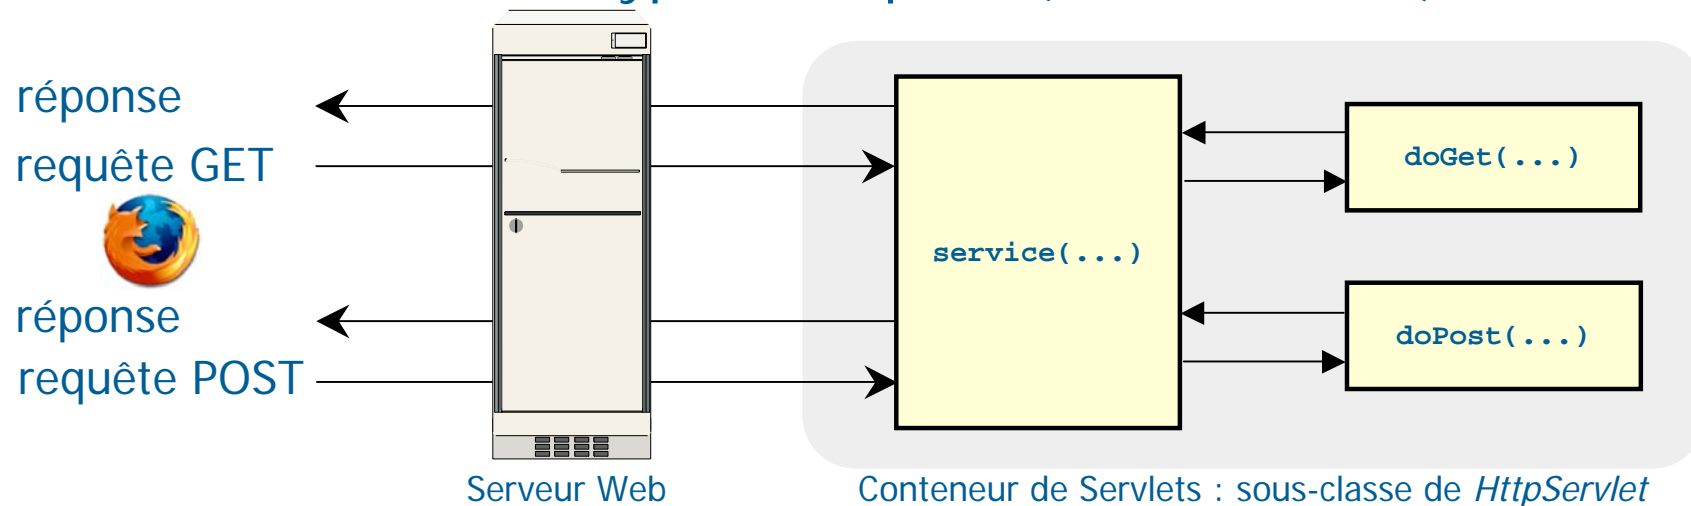 réponse
requête GET
réponse
requête POST
service(...)
doGet(...)
doPost(...)
Serveur Web
Conteneur de Servlets : sous-classe de HttpServlet